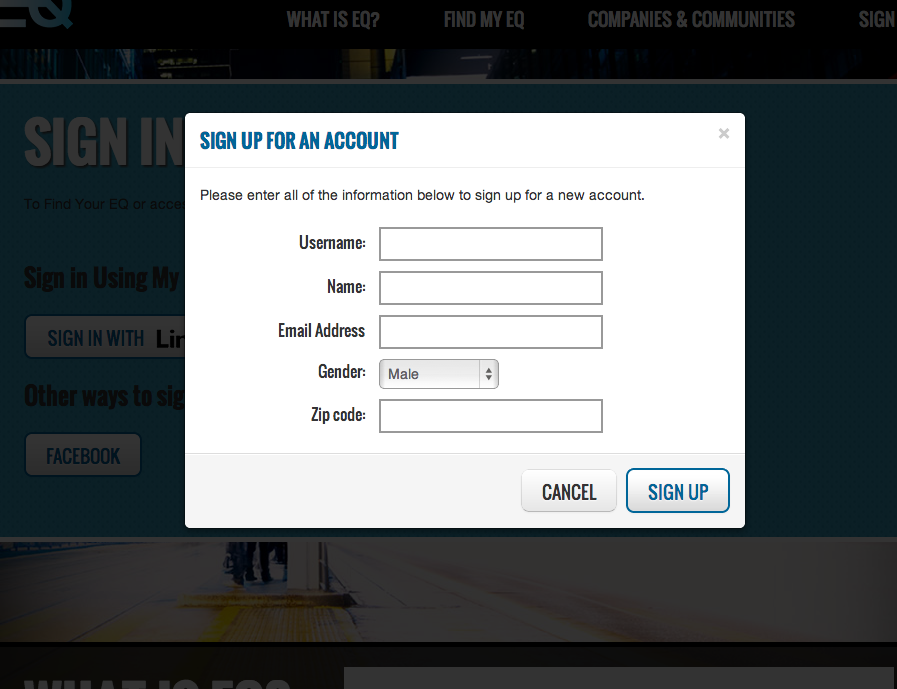 EQ
WHAT IS EQ?
FIND MY EQ
COMPANIES & COMMUNITIES
SIGN
SIGN IN
To Find Your EQ or acce
Sign in Using My
SIGN IN WITH Lin
Other ways to sig
FACEBOOK
SIGN UP FOR AN ACCOUNT
×
Please enter all of the information below to sign up for a new account.
Username:
Name:
Email Address
Gender: Male
Zip code:
CANCEL
SIGN UP
WHAT IS EQ?